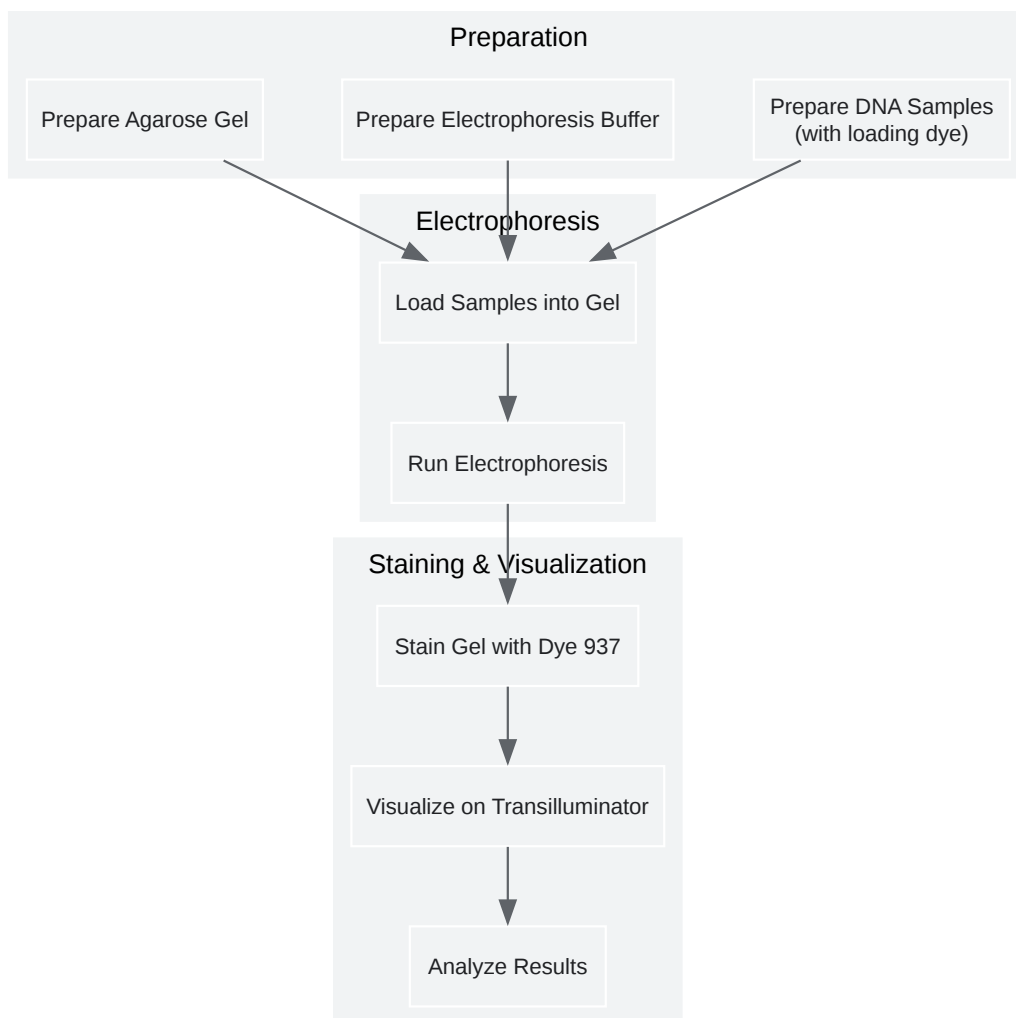 Preparation
Prepare Agarose Gel
Prepare Electrophoresis Buffer
Prepare DNA Samples
(with loading dye)
Electrophoresis
Load Samples into Gel
Run Electrophoresis
Staining & Visualization
Stain Gel with Dye 937
Visualize on Transilluminator
Analyze Results